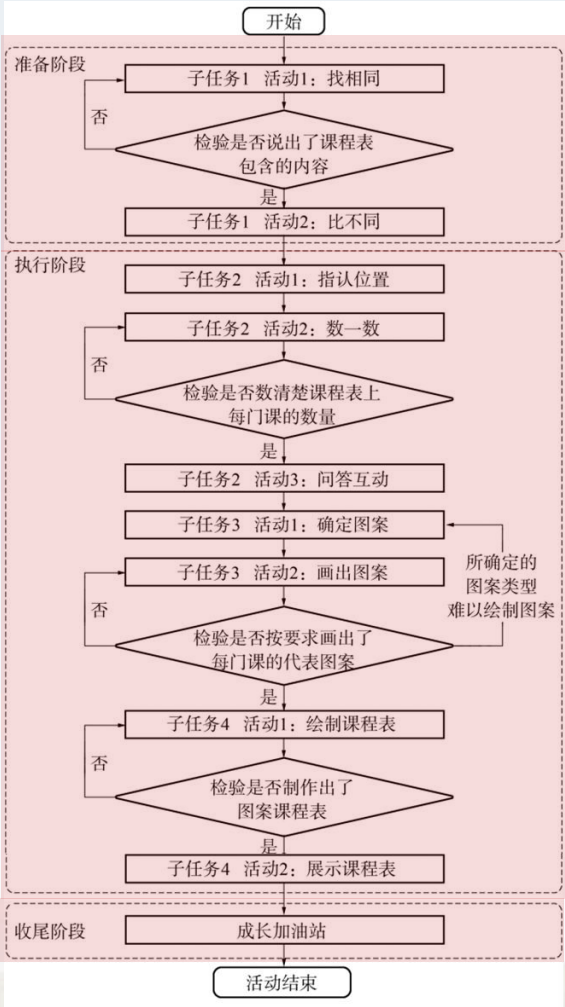 开始
准备阶段
子任务1 活动1：找相同
否
检验是否说出了课程表
包含的内容
是
子任务1 活动2：比不同
执行阶段
子任务2 活动1：指认位置
子任务2 活动2：数一数
否
检验是否数清楚课程表上
每门课的数量
是
子任务2 活动3：问答互动
子任务3 活动1：确定图案
所确定的
图案类型
难以绘制图案
子任务3 活动2：画出图案
否
检验是否按要求画出了
每门课的代表图案
是
子任务4 活动1：绘制课程表
否
检验是否制作出了
图案课程表
是
子任务4 活动2：展示课程表
收尾阶段
成长加油站
活动结束